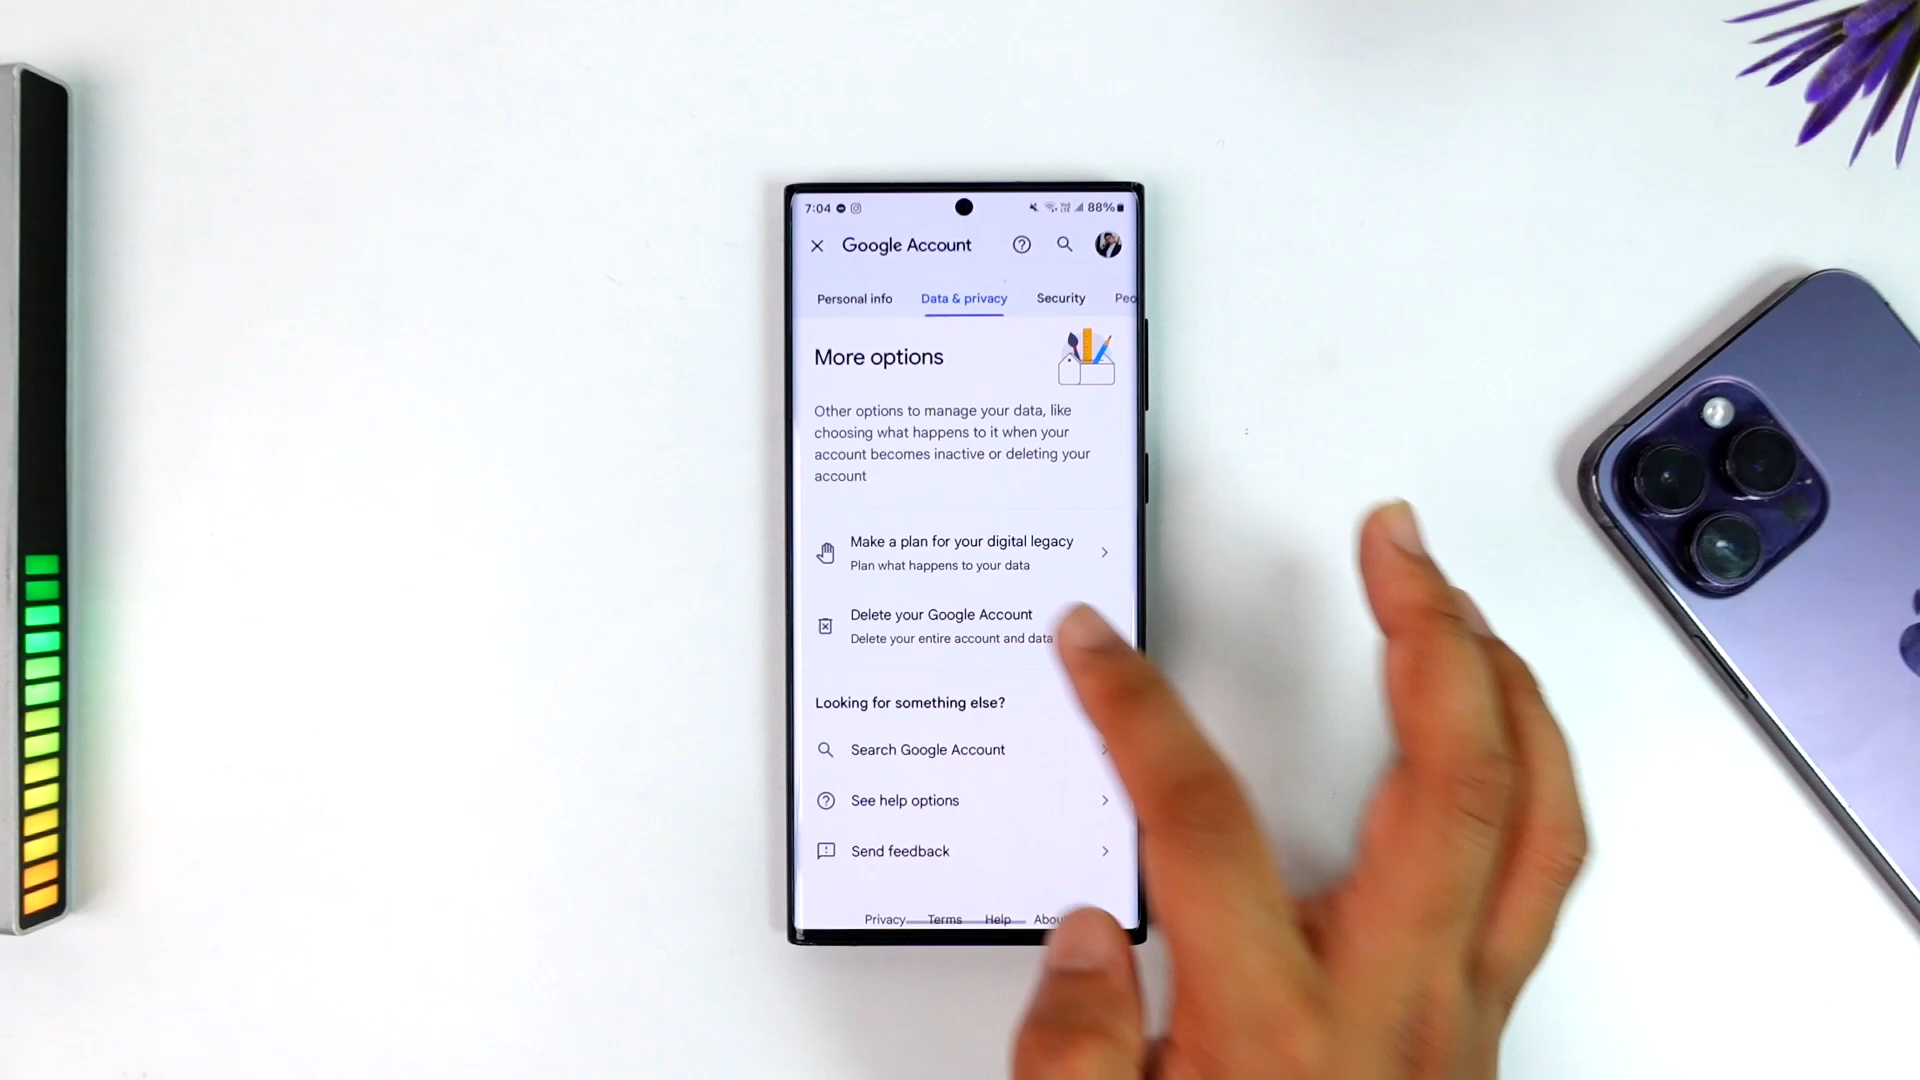 7:04 88%
Google Account
Personal info Data & privacy Security Peo
More options
Other options to manage your data, like
choosing what happens to it when your
account becomes inactive or deleting your
account
Make a plan for your digital legacy
Plan what happens to your data
Delete your Google Account
Delete your entire account and data
Looking for something else?
Search Google Account
See help options
Send feedback
Privacy Terms Help Abou